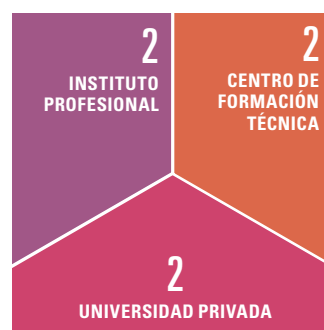 2
INSTITUTO
PROFESIONAL
2
CENTRO DE
FORMACIÓN
TÉCNICA
2
UNIVERSIDAD PRIVADA